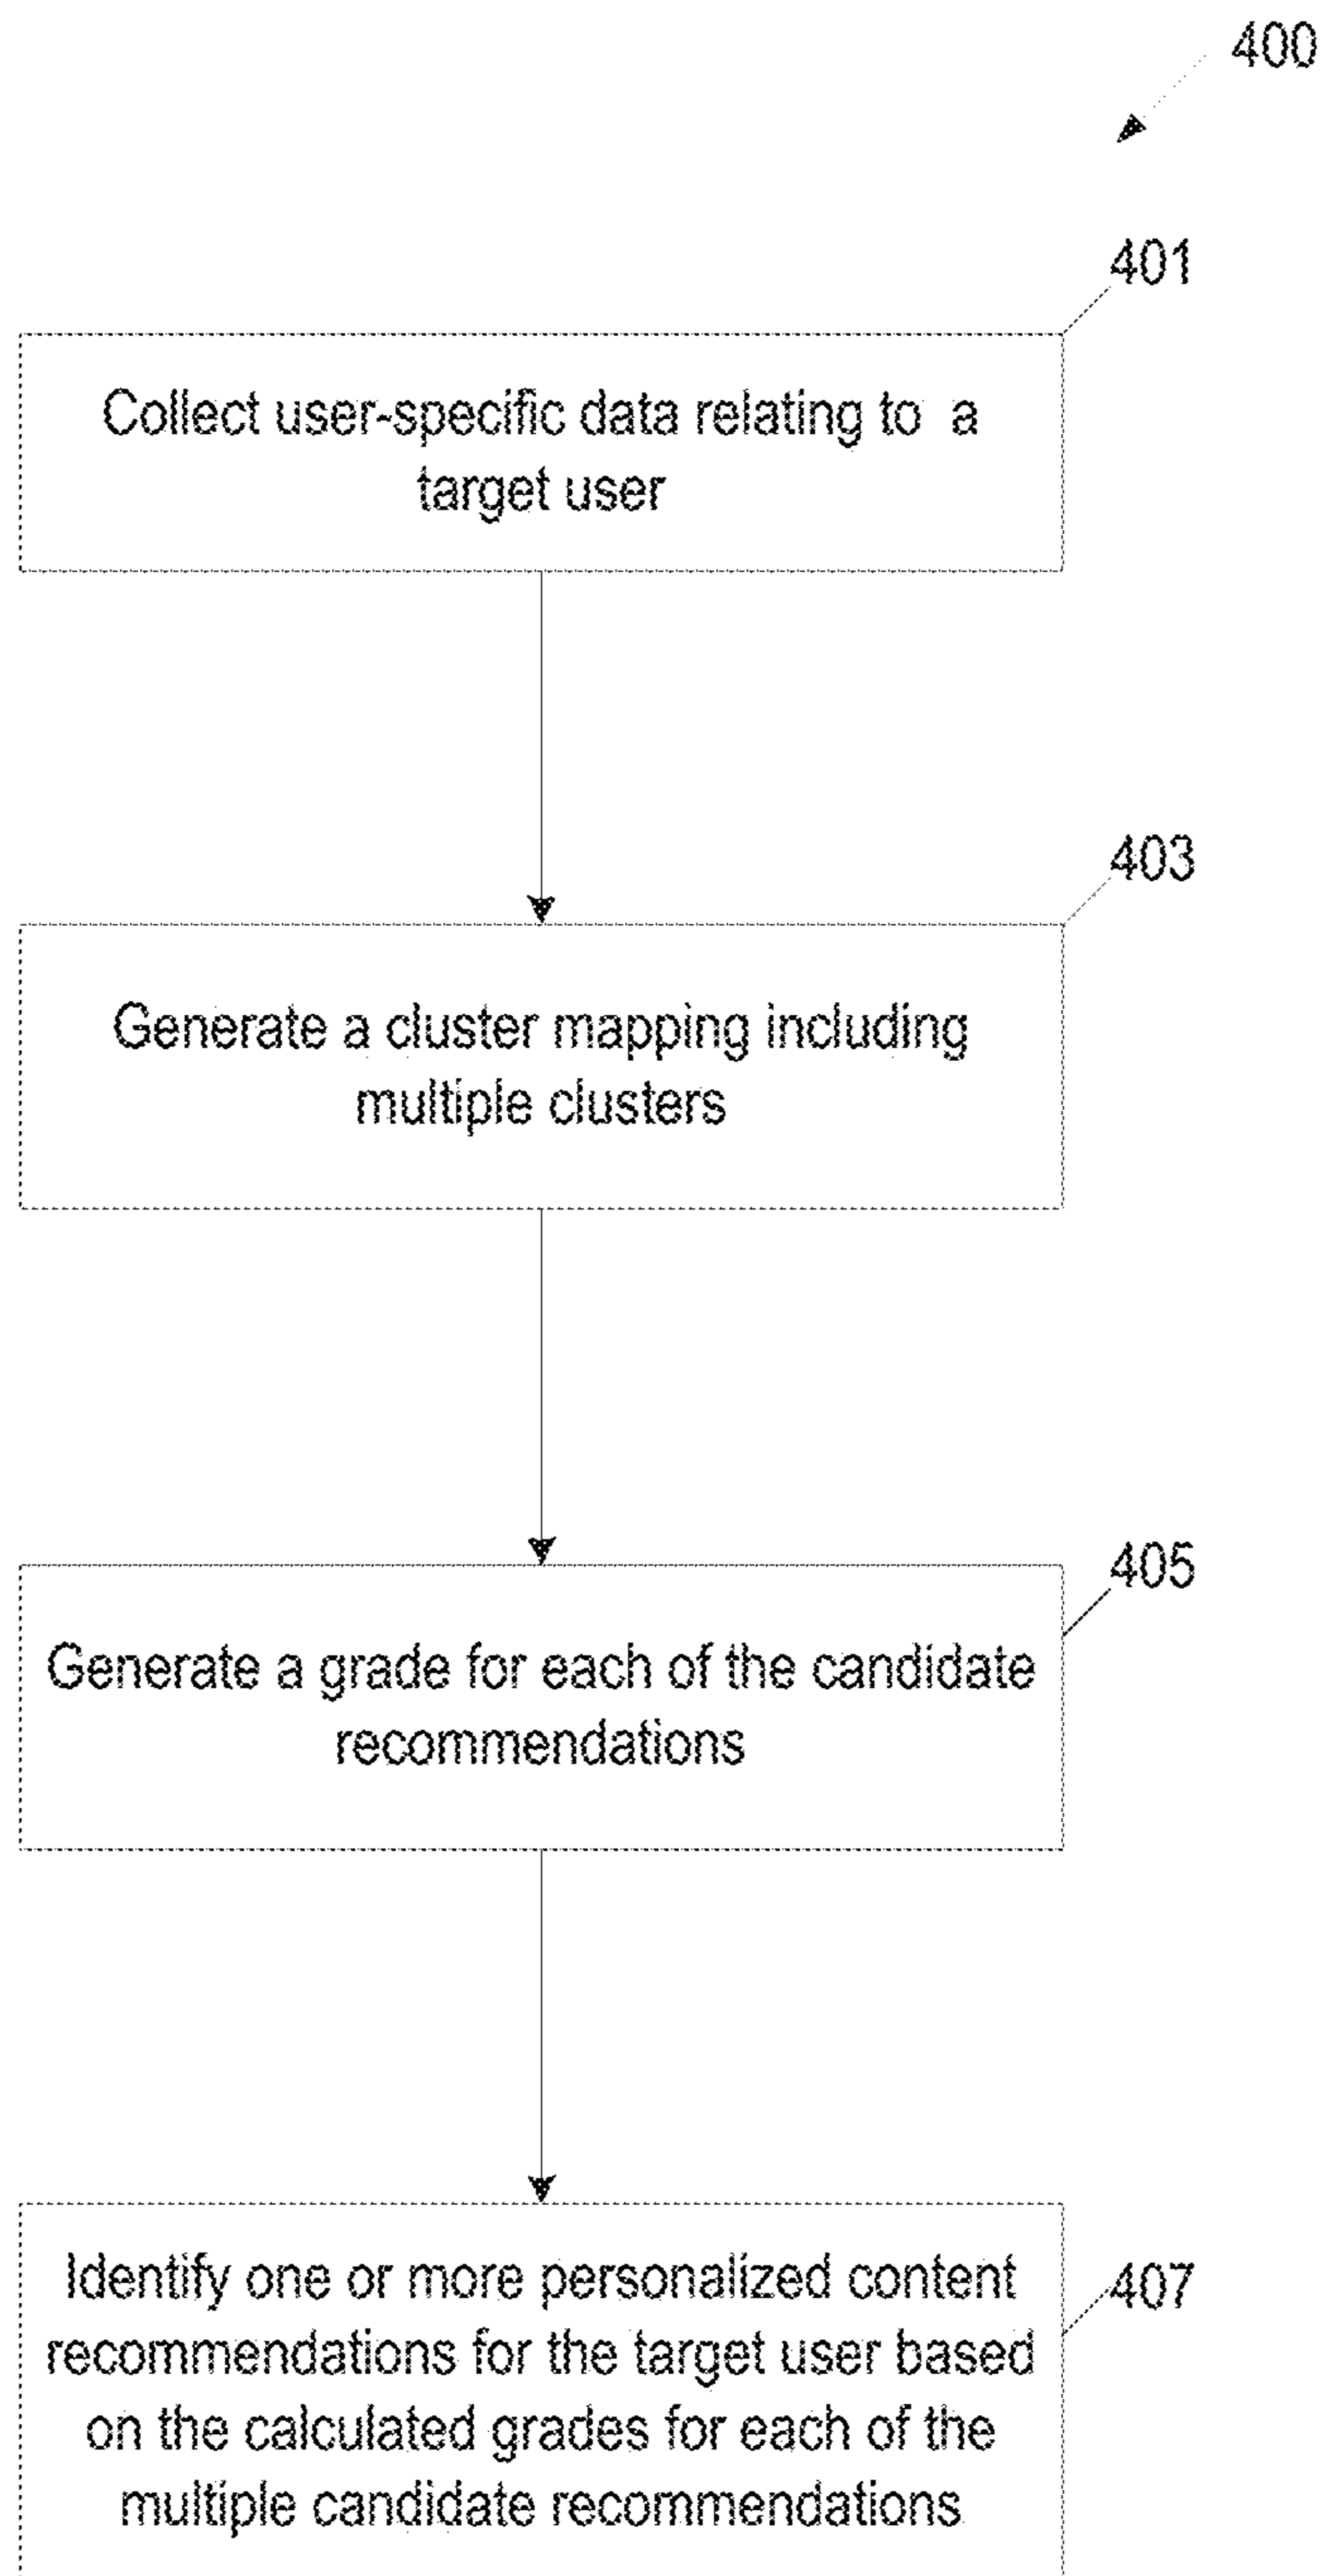 400
401
Collect user-specific data relating to a
target user
403
Generate a cluster mapping including
multiple clusters
405
Generate a grade for each of the candidate
recommendations
407
Identify one or more personalized content
recommendations for the target user based
on the calculated grades for each of the
multiple candidate recommendations